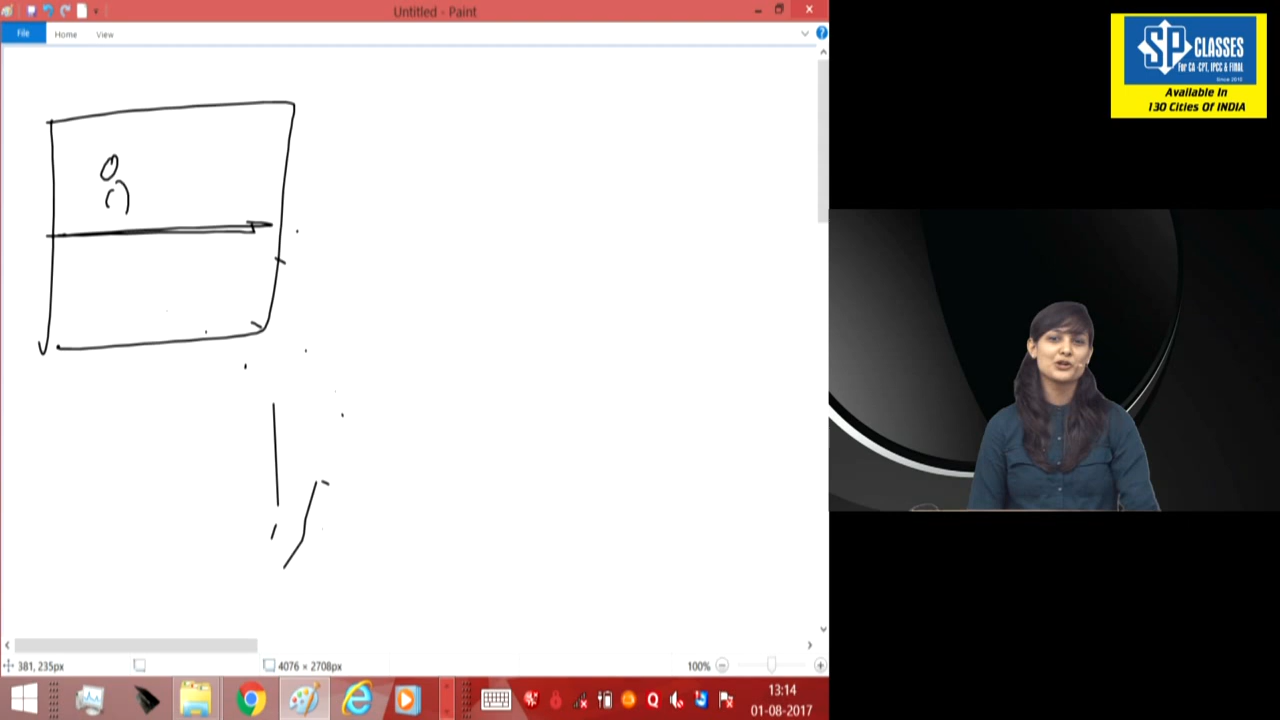 Untitled - Paint
File Home View
SP CLASSES
For CA -CPT, IPCC & FINAL
Since 2010
Available In
130 Cities Of INDIA
381, 235px
4076 × 2708px
100%
13:14
01-08-2017